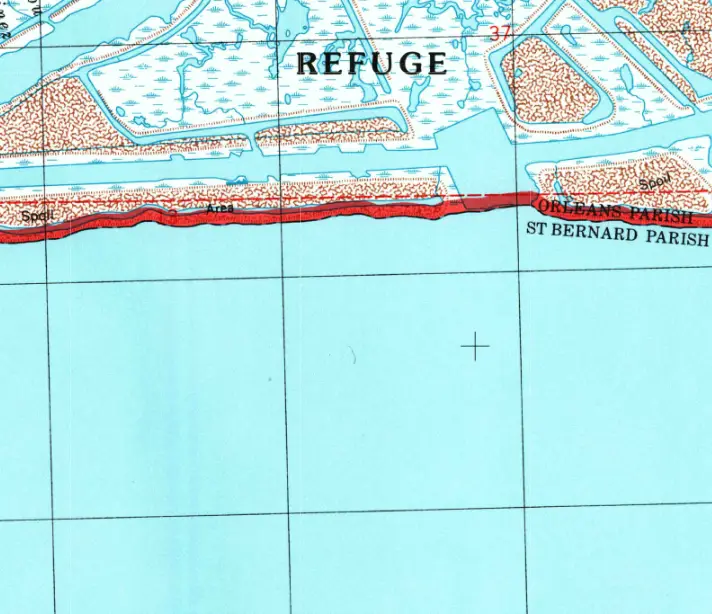 37
REFUGE
Spoil
Spoil
Area
ORLEANS PARISH
ST BERNARD PARISH